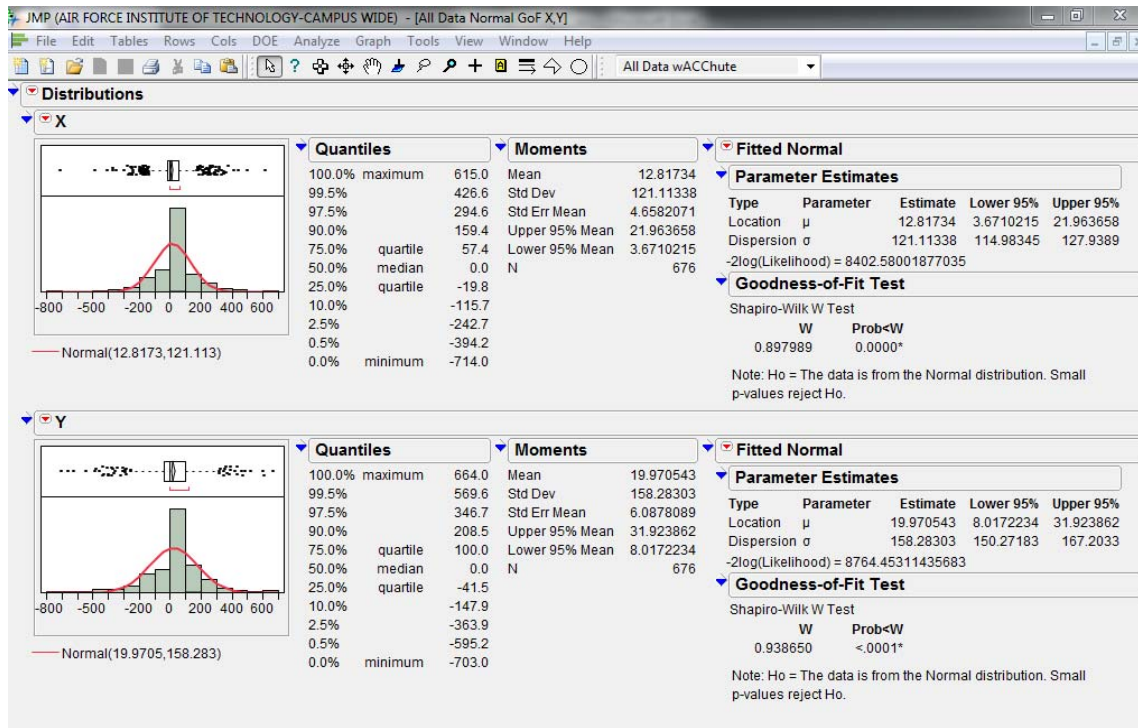 JMP (AIR FORCE INSTITUTE OF TECHNOLOGY-CAMPUS WIDE) - [All Data Normal GoF X,Y]
File Edit Tables Rows Cols DOE Analyze Graph Tools View Window Help
All Data wACChute
Distributions
X
-800 -500 -200 0 200 400 600
Normal(12.8173,121.113)
Quantiles
100.0% maximum 615.0
99.5% 426.6
97.5% 294.6
90.0% 159.4
75.0% quartile 57.4
50.0% median 0.0
25.0% quartile -19.8
10.0% -115.7
2.5% -242.7
0.5% -394.2
0.0% minimum -714.0
Moments
Mean 12.81734
Std Dev 121.11338
Std Err Mean 4.6582071
Upper 95% Mean 21.963658
Lower 95% Mean 3.6710215
N 676
Fitted Normal
Parameter Estimates
Type Parameter Estimate Lower 95% Upper 95%
Location μ 12.81734 3.6710215 21.963658
Dispersion σ 121.11338 114.98345 127.9389
-2log(Likelihood) = 8402.58001877035
Goodness-of-Fit Test
Shapiro-Wilk W Test
W Prob<W
0.897989 0.0000*
Note: Ho = The data is from the Normal distribution. Small
p-values reject Ho.
Y
-800 -500 -200 0 200 400 600
Normal(19.9705,158.283)
Quantiles
100.0% maximum 664.0
99.5% 569.6
97.5% 346.7
90.0% 208.5
75.0% quartile 100.0
50.0% median 0.0
25.0% quartile -41.5
10.0% -147.9
2.5% -363.9
0.5% -595.2
0.0% minimum -703.0
Moments
Mean 19.970543
Std Dev 158.28303
Std Err Mean 6.0878089
Upper 95% Mean 31.923862
Lower 95% Mean 8.0172234
N 676
Fitted Normal
Parameter Estimates
Type Parameter Estimate Lower 95% Upper 95%
Location μ 19.970543 8.0172234 31.923862
Dispersion σ 158.28303 150.27183 167.2033
-2log(Likelihood) = 8764.45311435683
Goodness-of-Fit Test
Shapiro-Wilk W Test
W Prob<W
0.938650 <.0001*
Note: Ho = The data is from the Normal distribution. Small
p-values reject Ho.